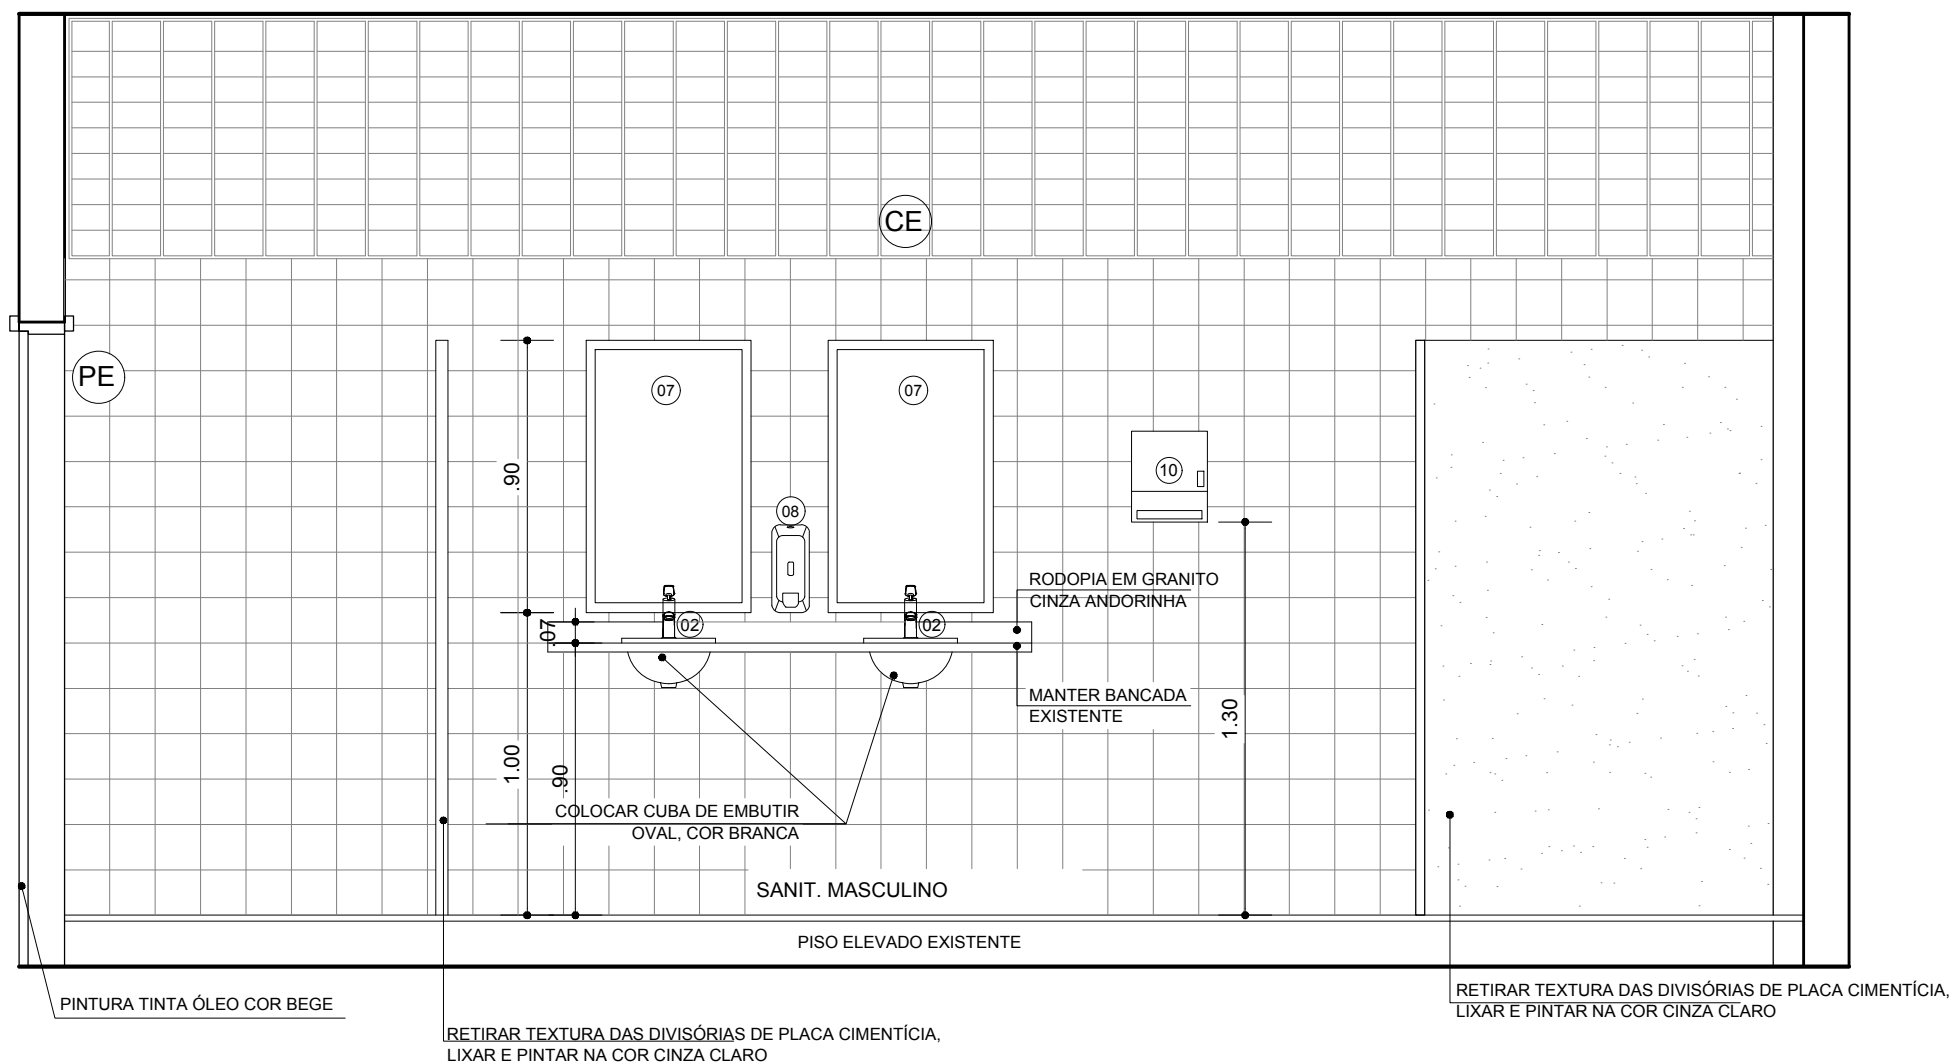 CE
PE
07
07
.90
10
08
RODOPIA EM GRANITO
CINZA ANDORINHA
.07
02
02
MANTER BANCADA
EXISTENTE
1.30
1.00
.90
COLOCAR CUBA DE EMBUTIR
OVAL, COR BRANCA
SANIT. MASCULINO
PISO ELEVADO EXISTENTE
PINTURA TINTA ÓLEO COR BEGE
RETIRAR TEXTURA DAS DIVISÓRIAS DE PLACA CIMENTÍCIA,
LIXAR E PINTAR NA COR CINZA CLARO
RETIRAR TEXTURA DAS DIVISÓRIAS DE PLACA CIMENTÍCIA,
LIXAR E PINTAR NA COR CINZA CLARO